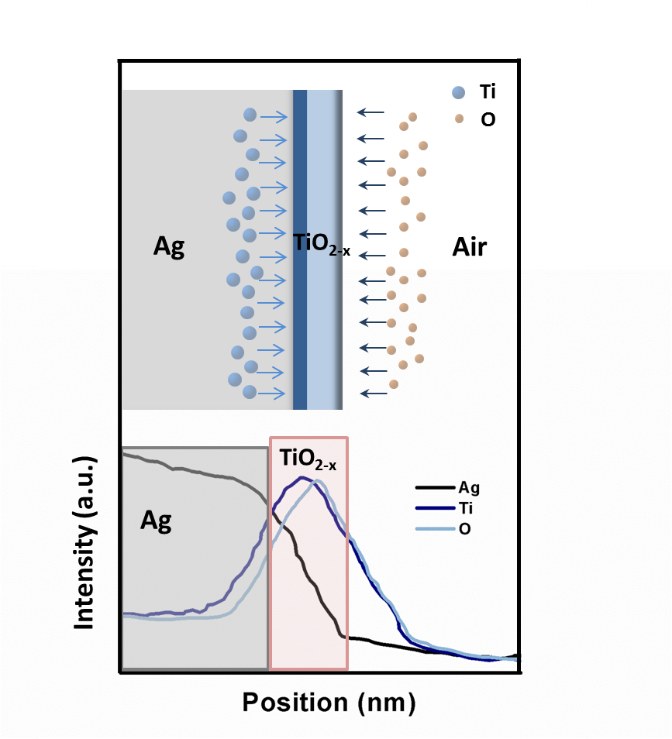 Ti
O
Ag
TiO2-x
Air
TiO2-x
Ag
Ag
Ti
O
Intensity (a.u.)
Position (nm)